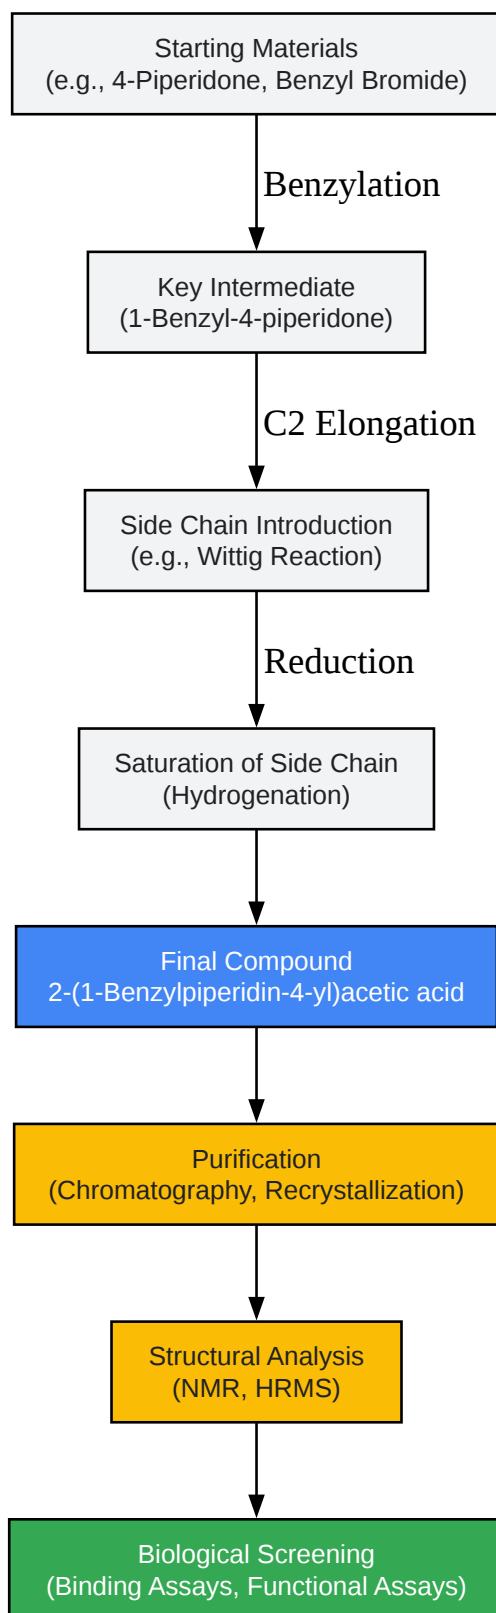 Starting Materials
(e.g., 4-Piperidone, Benzyl Bromide)
Benzylation
Key Intermediate
(1-Benzyl-4-piperidone)
C2 Elongation
Side Chain Introduction
(e.g., Wittig Reaction)
Reduction
Saturation of Side Chain
(Hydrogenation)
Final Compound
2-(1-Benzylpiperidin-4-yl)acetic acid
Purification
(Chromatography, Recrystallization)
Structural Analysis
(NMR, HRMS)
Biological Screening
(Binding Assays, Functional Assays)